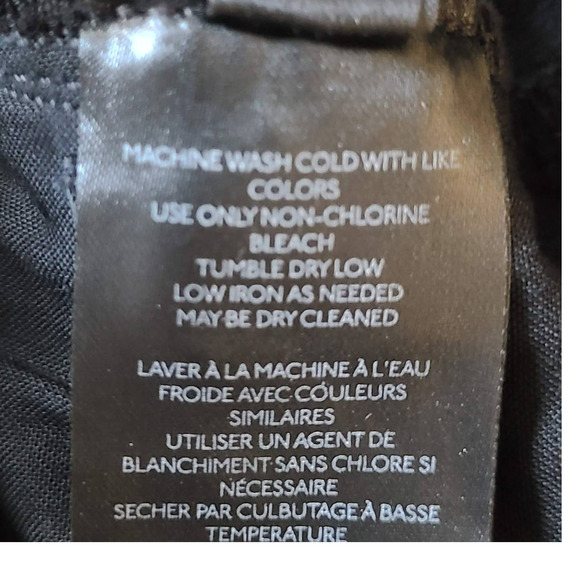 MACHINE WASH COLD WITH LIKE
COLORS
USE ONLY NON-CHLORINE
BLEACH
TUMBLE DRY LOW
LOW IRON AS NEEDED
MAY BE DRY CLEANED
LAVER À LA MACHINE À L'EAU
FROIDE AVEC COULEURS
SIMILAIRES
UTILISER UN AGENT DE
BLANCHIMENT SANS CHLORE SI
NÉCESSAIRE
SECHER PAR CULBUTAGE À BASSE
TEMPERATURE